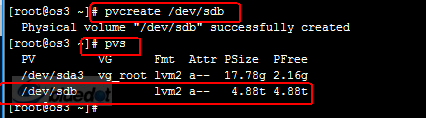 [root@os3 ~]# pvcreate /dev/sdb
  Physical volume "/dev/sdb" successfully created
[root@os3 ~]# pvs
  PV         VG      Fmt  Attr PSize  PFree
  /dev/sda3  vg_root lvm2 a--  17.78g 2.16g
  /dev/sdb           lvm2 a--   4.88t 4.88t
[root@os3 ~]#